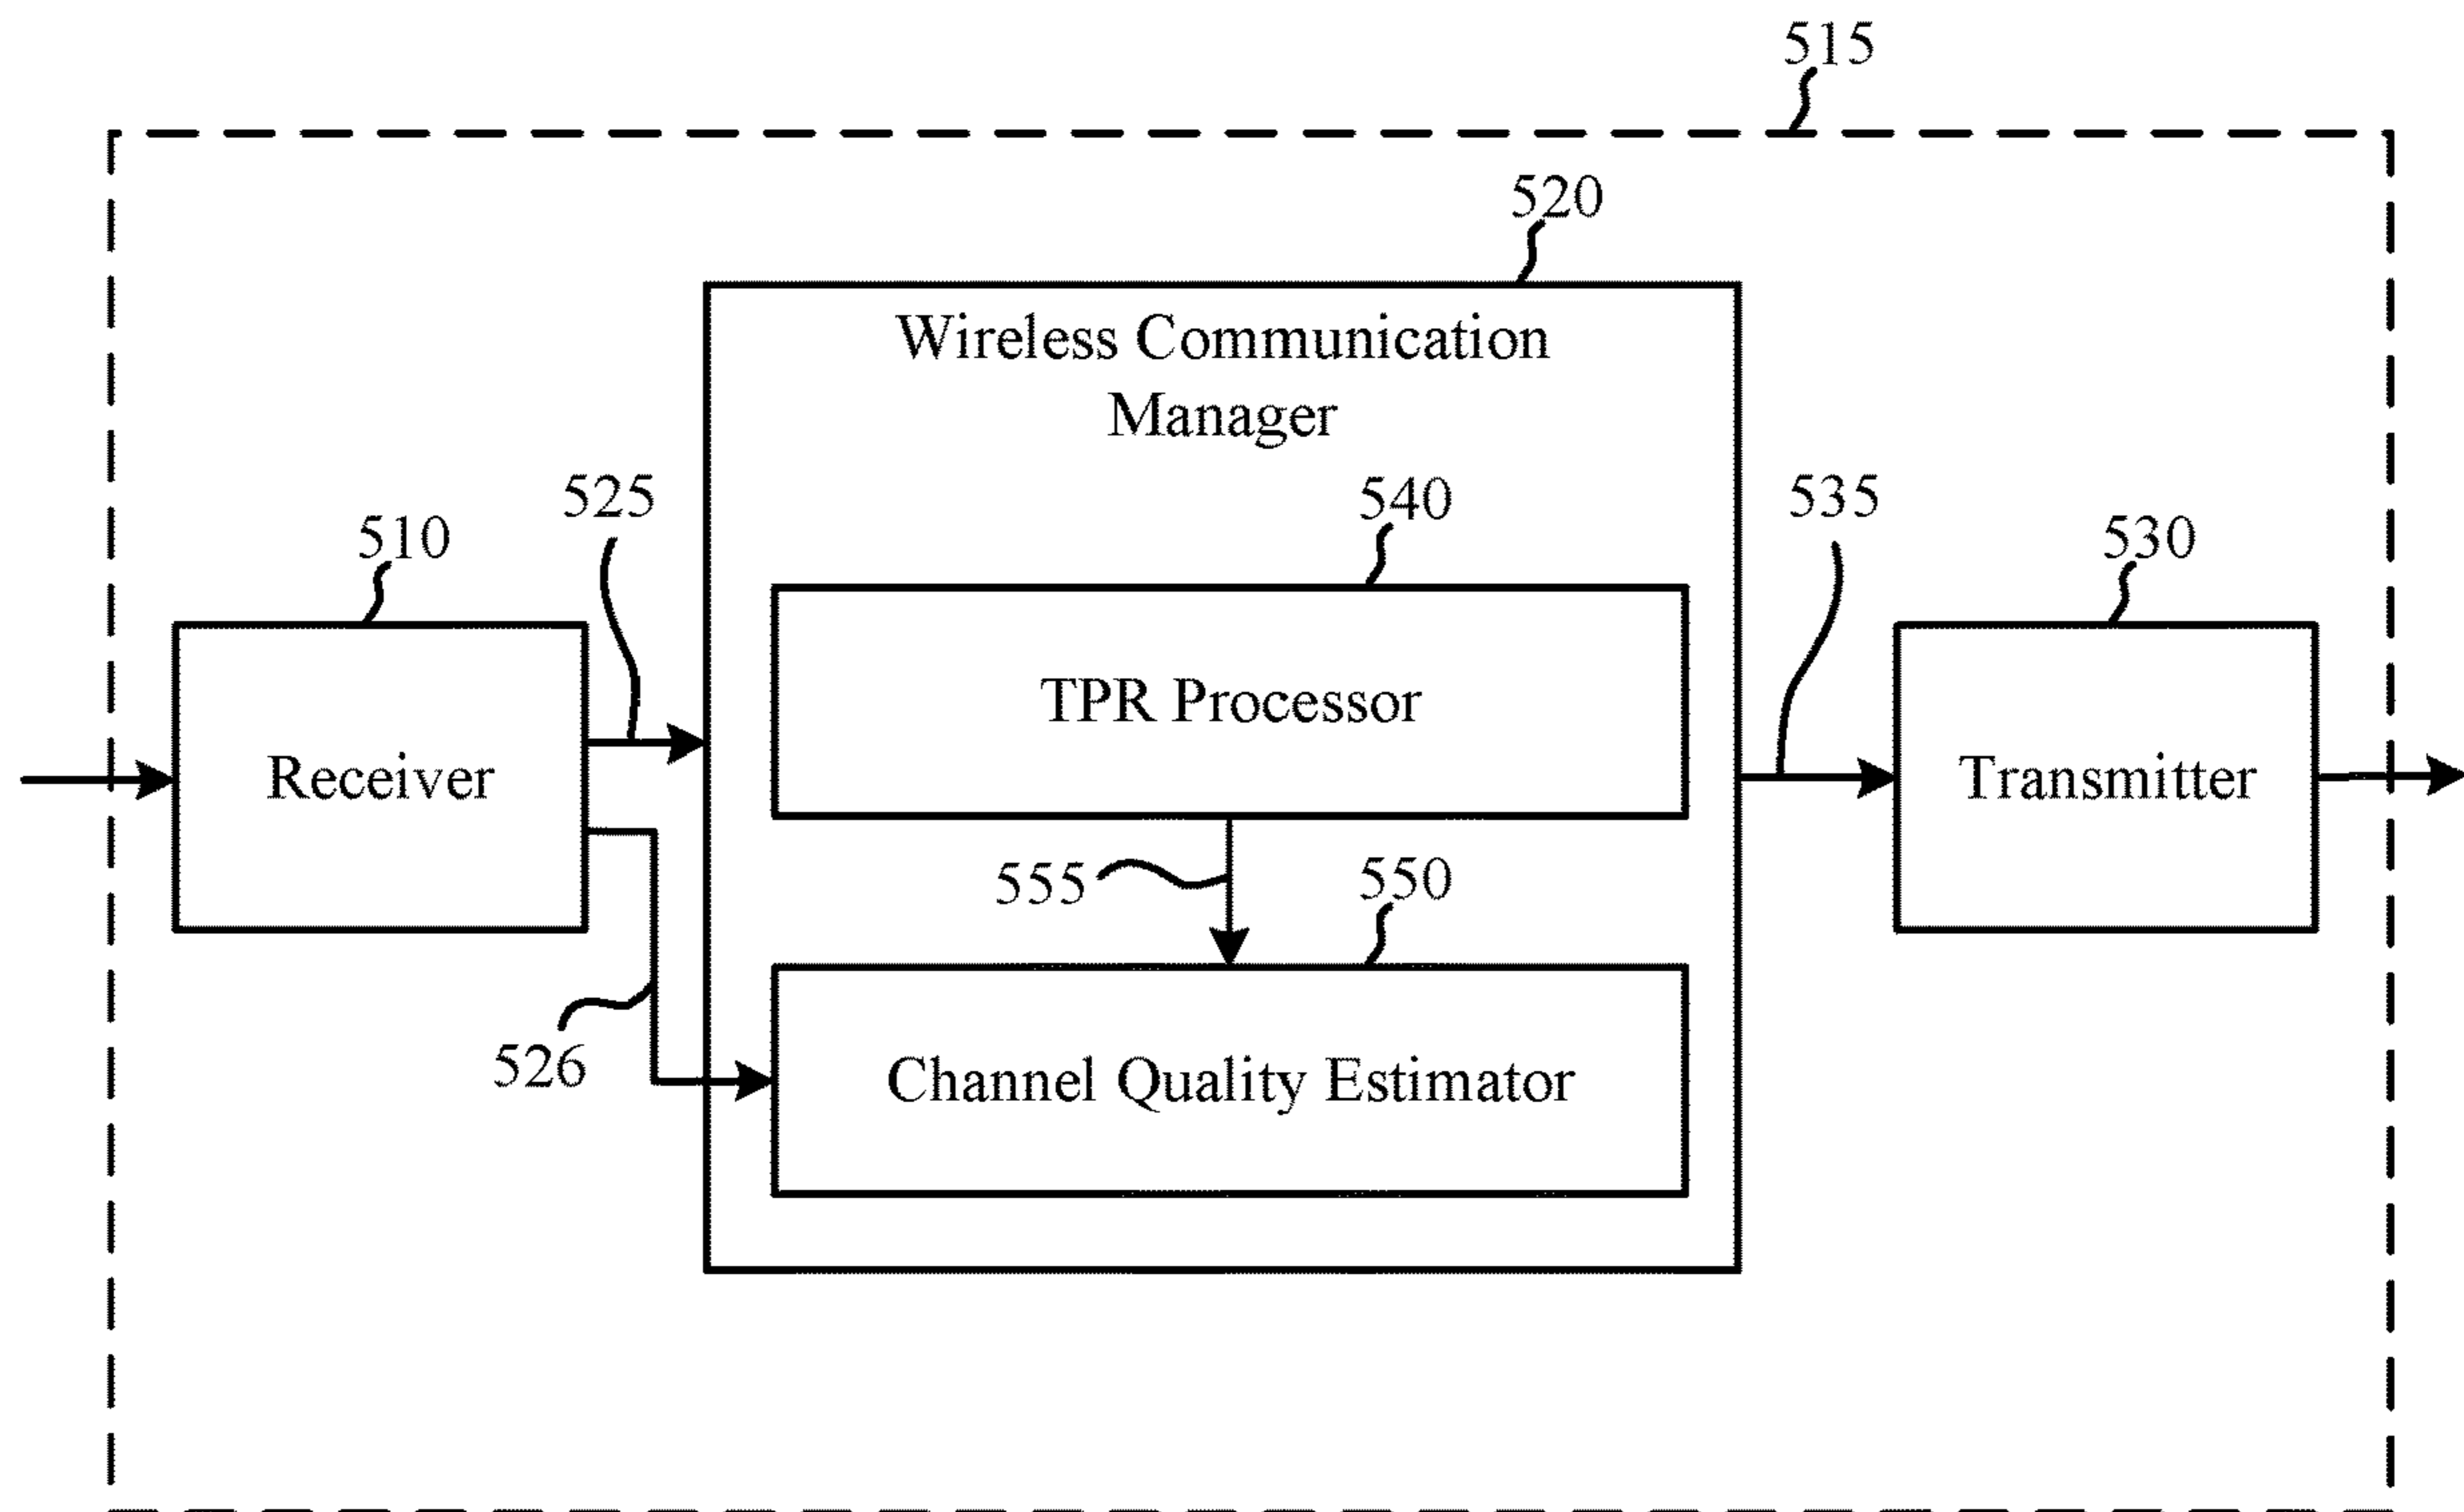 515
520
Wireless Communication
Manager
525
540
535
510
530
TPR Processor
Receiver
Transmitter
555
550
526
Channel Quality Estimator